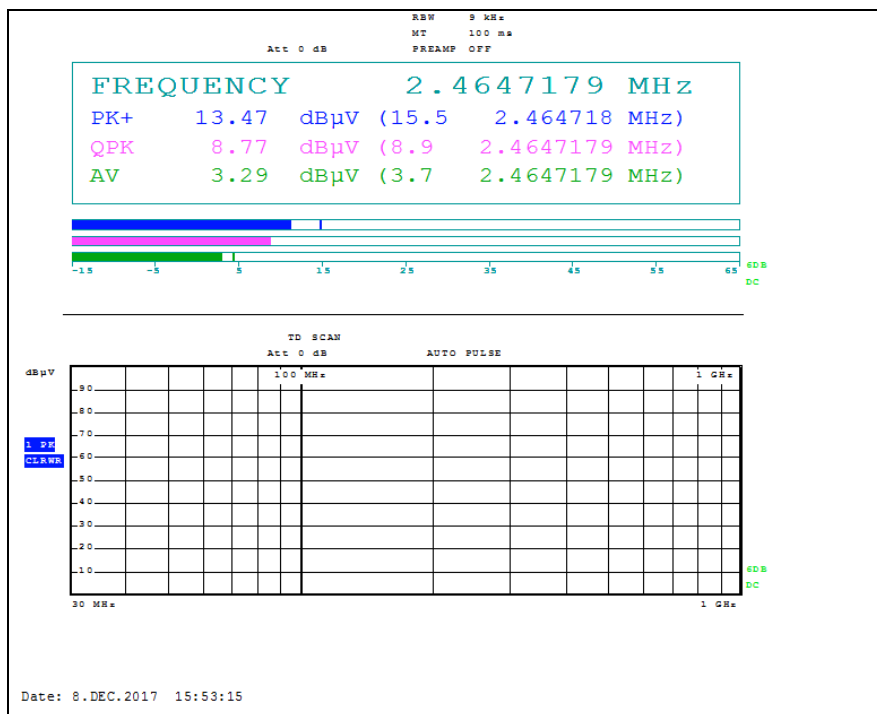 RBW 9 kHz
MT 100 ms
Att 0 dB PREAMP OFF
FREQUENCY 2.4647179 MHz
PK+ 13.47 dBµV (15.5 2.464718 MHz)
QPK 8.77 dBµV (8.9 2.4647179 MHz)
AV 3.29 dBµV (3.7 2.4647179 MHz)
-15 -5 5 15 25 35 45 55 65
6DB
DC
TD SCAN
Att 0 dB AUTO PULSE
dBµV
100 MHz 1 GHz
90
80
70
1 PK
CLRWR
60
50
40
30
20
10
6DB
DC
30 MHz 1 GHz
Date: 8.DEC.2017 15:53:15